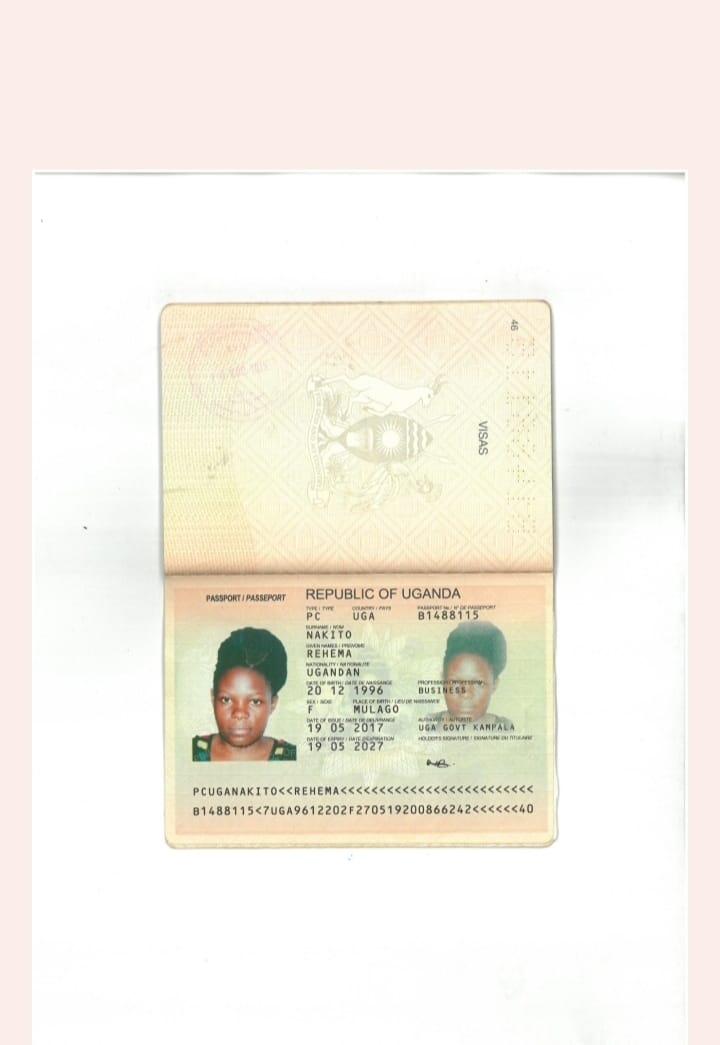 46
VISAS
PASSPORT / PASSEPORT
REPUBLIC OF UGANDA
TYPE / TYPE COUNTRY / PAYS PASSPORT No./ N° DE PASSEPORT
PC UGA B1488115
SURNAME / NOM
NAKITO
GIVEN NAMES / PRENOMS
REHEMA
NATIONALITY / NATIONALITE
UGANDAN
DATE OF BIRTH / DATE DE NAISSANCE PROFESSION / PROFESSION
20 12 1996 BUSINESS
SEX / SEXE PLACE OF BIRTH / LIEU DE NAISSANCE
F MULAGO
DATE OF ISSUE / DATE DE DELIVRANCE AUTHORITY / AUTORITE
19 05 2017 UGA GOVT KAMPALA
DATE OF EXPIRY / DATE D'EXPIRATION HOLDER'S SIGNATURE / SIGNATURE DU TITULAIRE
19 05 2027
PCUGANAKITO<<REHEMA<<<<<<<<<<<<<<<<<<<<<<<<<
B1488115<7UGA9612202F270519200866242<<<<<<40